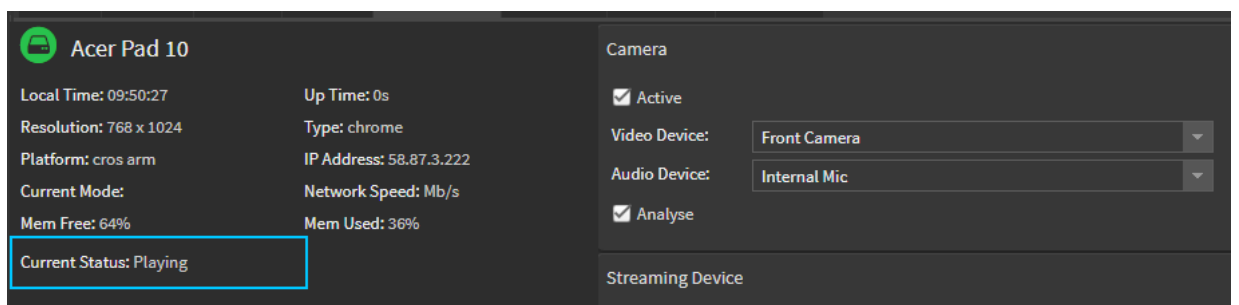 Acer Pad 10
Local Time: 09:50:27
Up Time: 0s
Resolution: 768 x 1024
Type: chrome
Platform: cros arm
IP Address: 58.87.3.222
Current Mode:
Network Speed: Mb/s
Mem Free: 64%
Mem Used: 36%
Current Status: Playing
Camera
Active
Video Device:
Front Camera
Audio Device:
Internal Mic
Analyse
Streaming Device